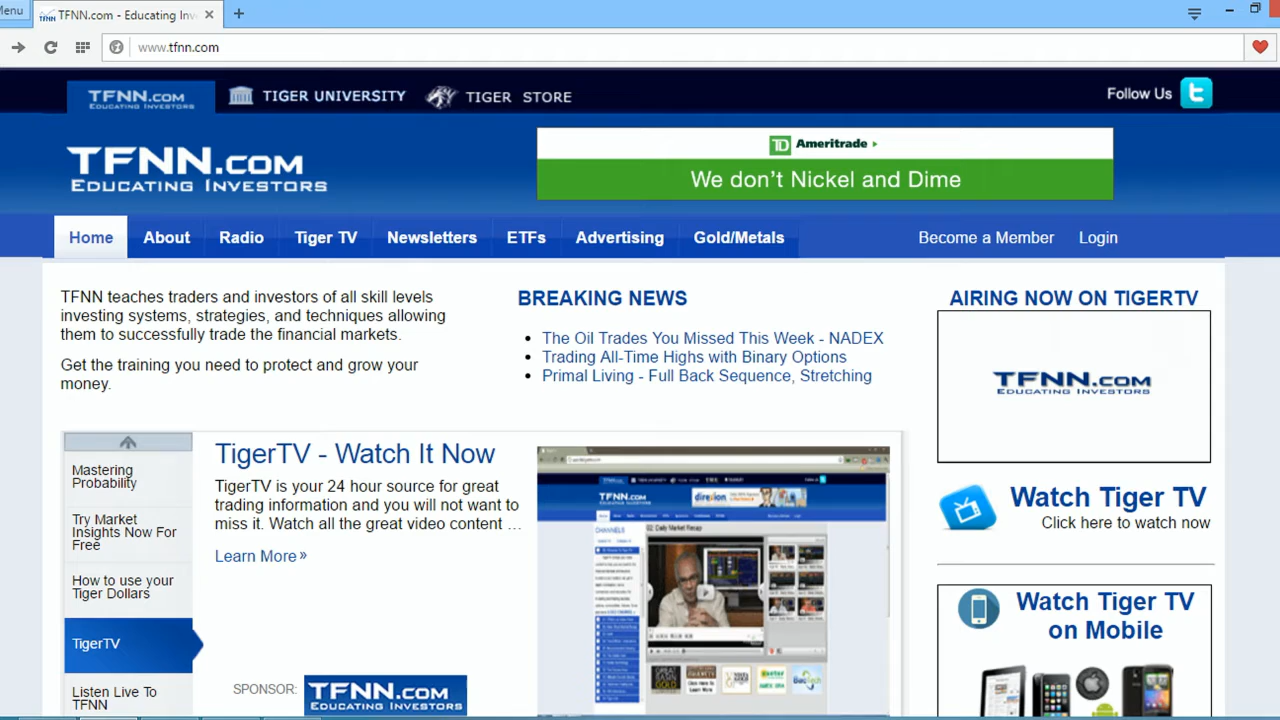 Menu
TFNN.com - Educating Inv
www.tfnn.com
TFNN.COM
EDUCATING INVESTORS
TIGER UNIVERSITY
TIGER STORE
Follow Us
TFNN.COM
EDUCATING INVESTORS
TD Ameritrade
We don't Nickel and Dime
Home
About
Radio
Tiger TV
Newsletters
ETFs
Advertising
Gold/Metals
Become a Member
Login
TFNN teaches traders and investors of all skill levels
investing systems, strategies, and techniques allowing
them to successfully trade the financial markets.
Get the training you need to protect and grow your
money.
BREAKING NEWS
The Oil Trades You Missed This Week - NADEX
Trading All-Time Highs with Binary Options
Primal Living - Full Back Sequence, Stretching
AIRING NOW ON TIGERTV
TFNN.COM
EDUCATING INVESTORS
Watch Tiger TV
Click here to watch now
Watch Tiger TV
on Mobile
Mastering
Probability
Try Market
Insights Now For
Free
How to use your
Tiger Dollars
TigerTV
Listen Live To
TFNN
TigerTV - Watch It Now
TigerTV is your 24 hour source for great
trading information and you will not want to
miss it. Watch all the great video content ...
Learn More »
SPONSOR:
TFNN.COM
EDUCATING INVESTORS
TFNN.COM
direxion
CHANNELS
02. Daily Market Recap